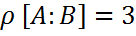 ρ [A:B] = 3